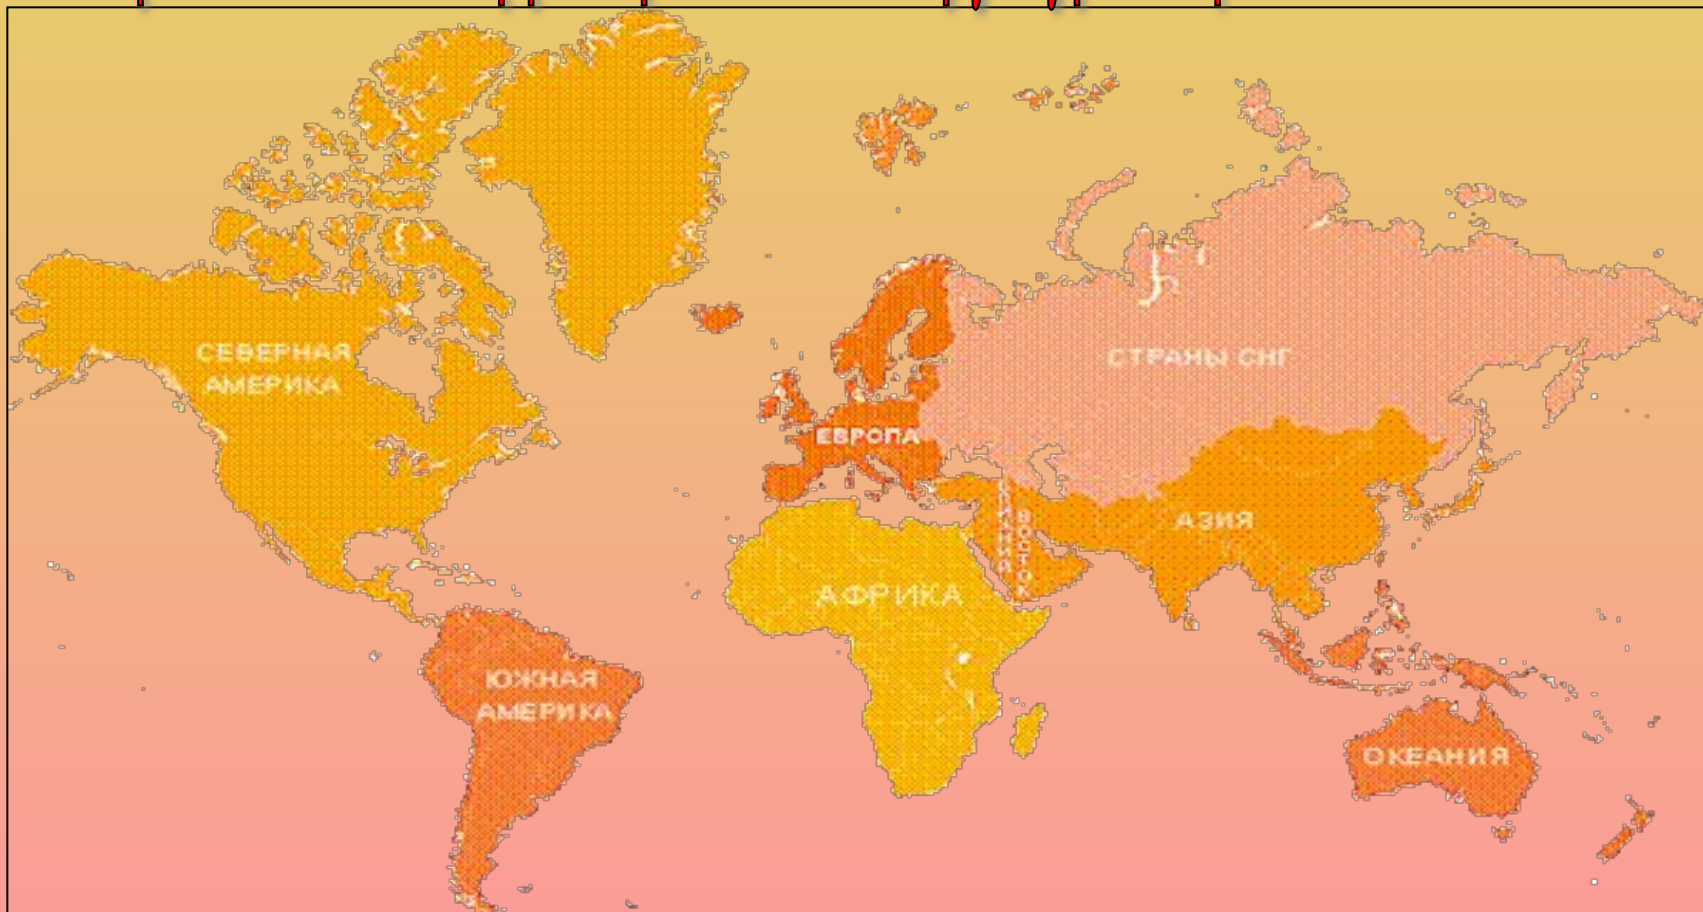 СЕВЕРНАЯ
АМЕРИКА
СТРАНЫ СНГ
ЕВРОПА
АЗИЯ
БЛИЖНИЙ
ВОСТОК
АФРИКА
ЮЖНАЯ
АМЕРИКА
ОКЕАНИЯ